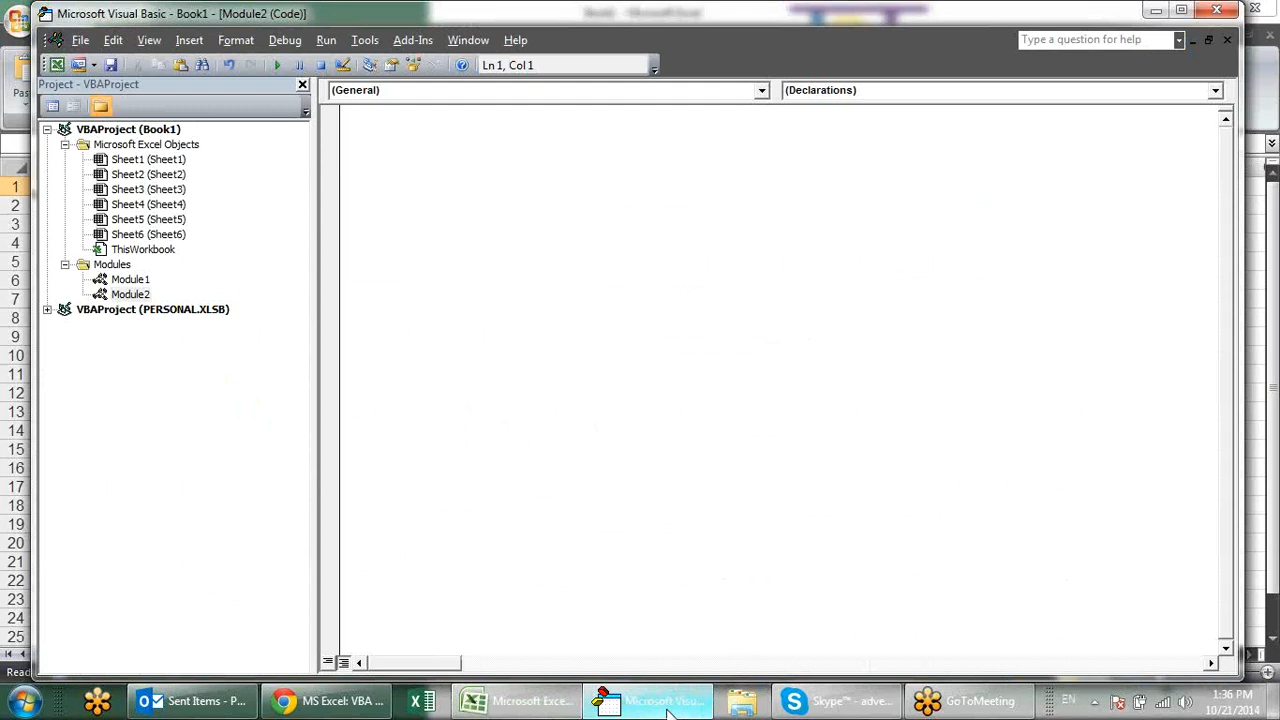 Microsoft Visual Basic - Book1 - [Module2 (Code)]
File Edit View Insert Format Debug Run Tools Add-Ins Window Help
Type a question for help
Ln 1, Col 1
Project - VBAProject
(General)
(Declarations)
VBAProject (Book1)
Microsoft Excel Objects
Sheet1 (Sheet1)
Sheet2 (Sheet2)
Sheet3 (Sheet3)
Sheet4 (Sheet4)
Sheet5 (Sheet5)
Sheet6 (Sheet6)
ThisWorkbook
Modules
Module1
Module2
VBAProject (PERSONAL.XLSB)
Pas
1
2
3
4
5
6
7
8
9
10
11
12
13
14
15
16
17
18
19
20
21
22
23
24
25
Read
Sent Items - P...
MS Excel: VBA ...
Microsoft Exce...
Microsoft Visu...
Skype™ - adve...
GoToMeeting
EN
1:36 PM
10/21/2014